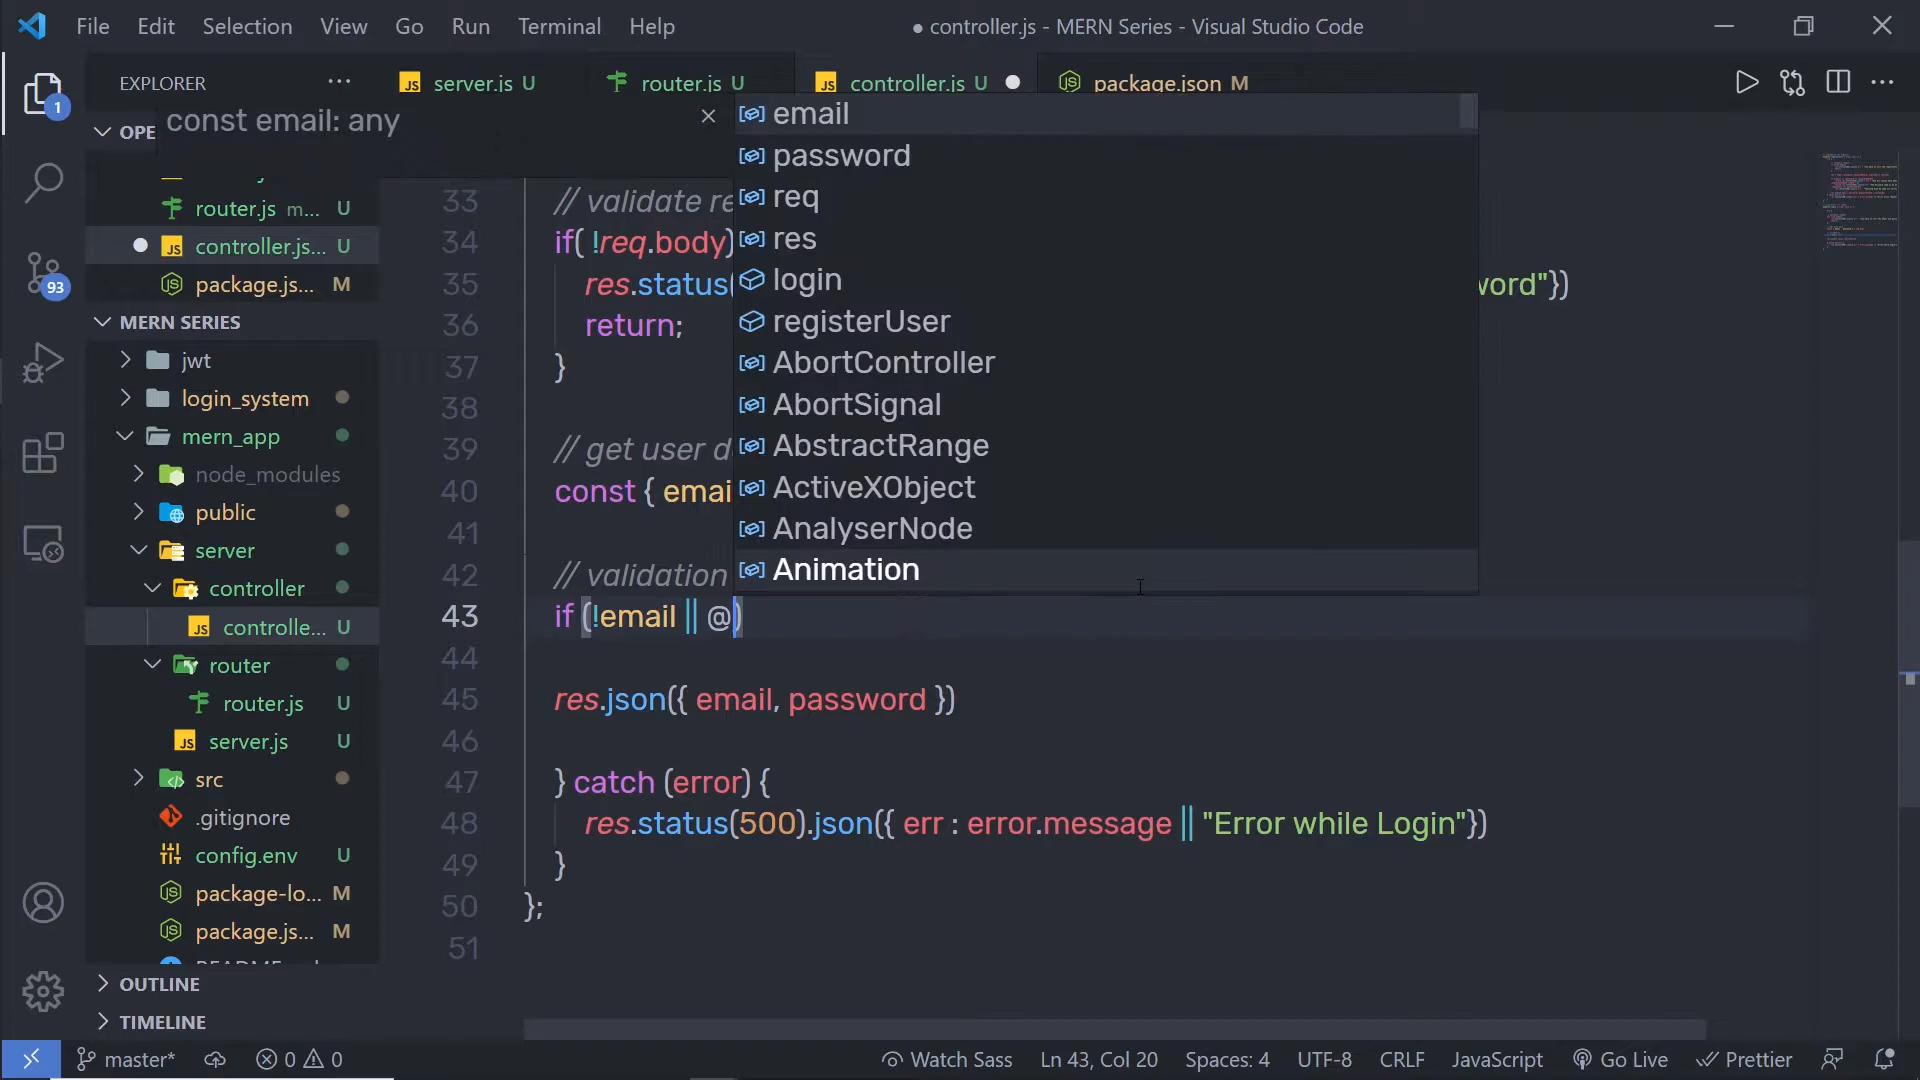 File Edit Selection View Go Run Terminal Help
● controller.js - MERN Series - Visual Studio Code
EXPLORER ···
server.js U
router.js U
controller.js U
package.json M
OPE
const email: any
router.js m... U
controller.js... U
package.js... M
MERN SERIES
jwt
login_system
mern_app
node_modules
public
server
controller
controlle... U
router
router.js U
server.js U
src
.gitignore
config.env U
package-lo... M
package.js... M
OUTLINE
TIMELINE
1
93
email
password
req
res
login
registerUser
AbortController
AbortSignal
AbstractRange
ActiveXObject
AnalyserNode
Animation
33 // validate re
34 if( !req.body)
35 res.status( word"})
36 return;
37 }
38
39 // get user d
40 const { emai
41
42 // validation
43 if (!email || @)
44
45 res.json({ email, password })
46
47 } catch (error) {
48 res.status(500).json({ err : error.message || "Error while Login"})
49 }
50 };
51
master* 0 0 Watch Sass Ln 43, Col 20 Spaces: 4 UTF-8 CRLF JavaScript Go Live Prettier